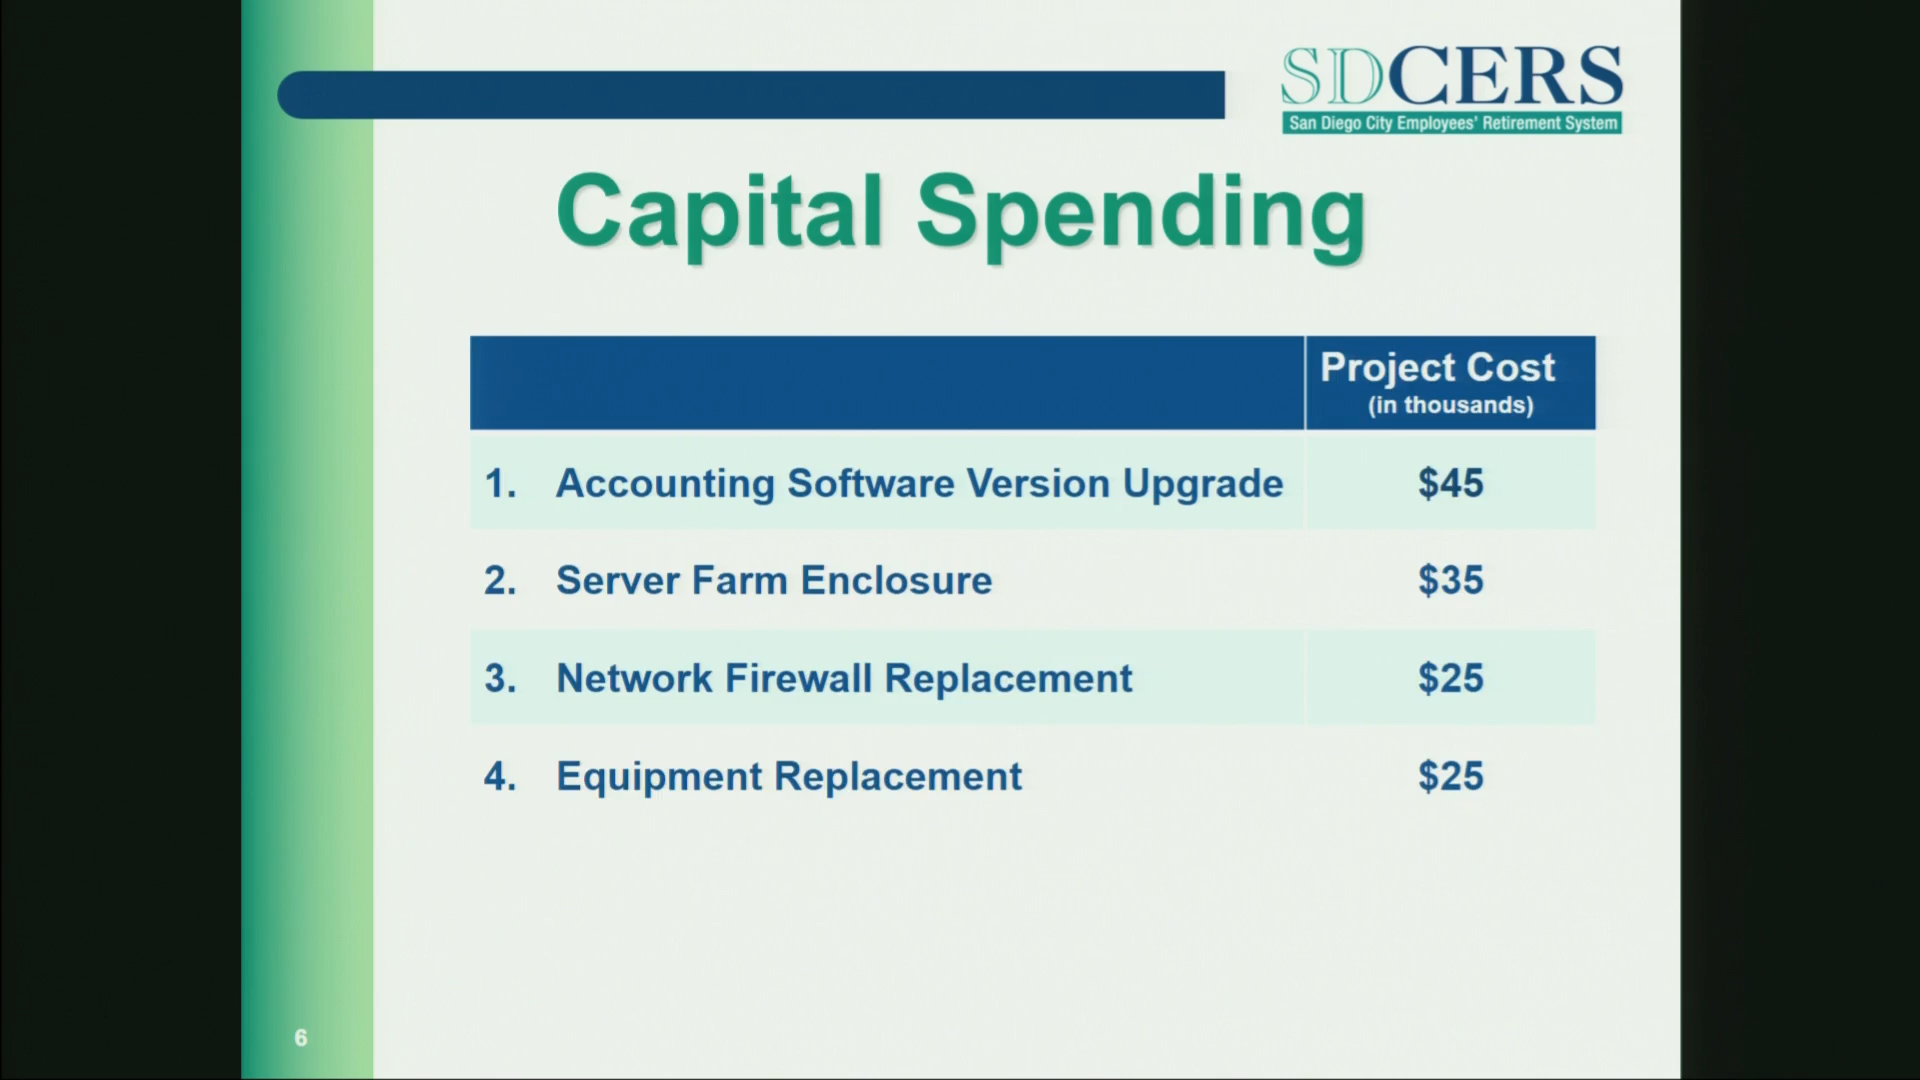 SDCERS
San Diego City Employees' Retirement System
Capital Spending
Project Cost
(in thousands)
1. Accounting Software Version Upgrade $45
2. Server Farm Enclosure $35
3. Network Firewall Replacement $25
4. Equipment Replacement $25
6